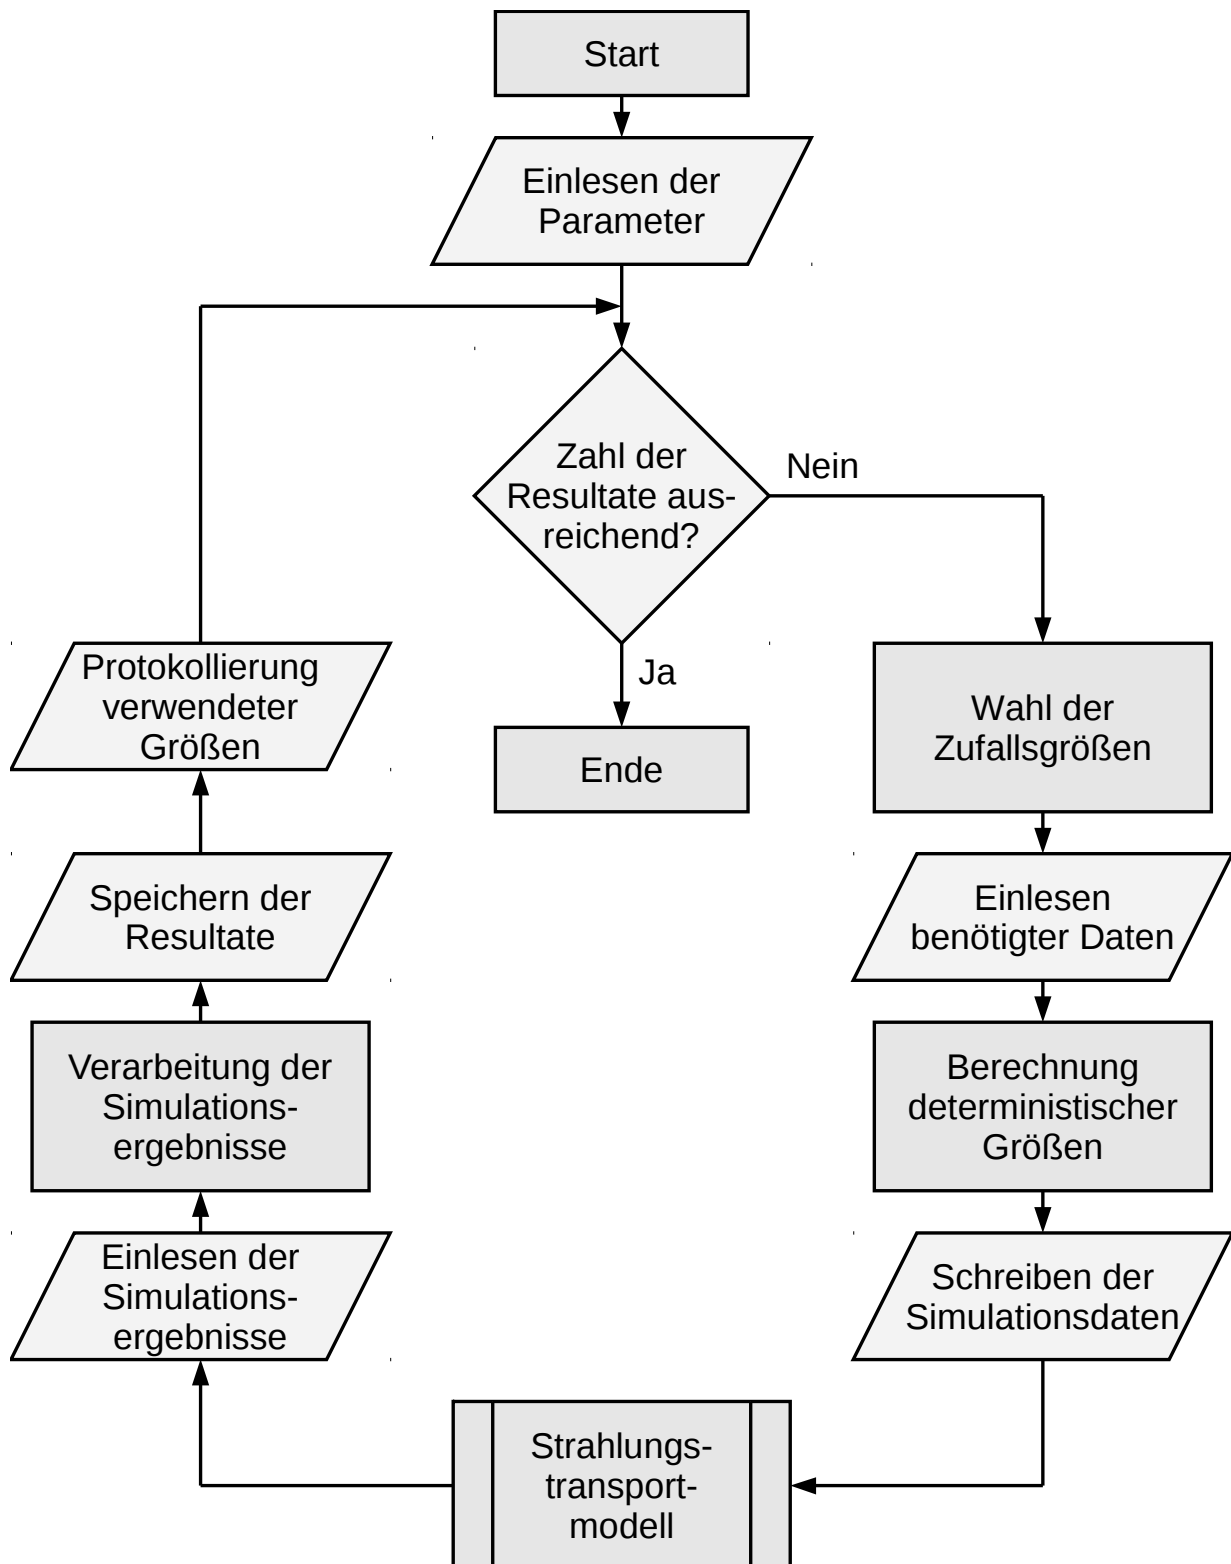 Start
Einlesen der
Parameter
Zahl der
Resultate aus-
reichend?
Nein
Ja
Ende
Wahl der
Zufallsgrößen
Einlesen
benötigter Daten
Berechnung
deterministischer
Größen
Schreiben der
Simulationsdaten
Strahlungs-
transport-
modell
Einlesen der
Simulations-
ergebnisse
Verarbeitung der
Simulations-
ergebnisse
Speichern der
Resultate
Protokollierung
verwendeter
Größen